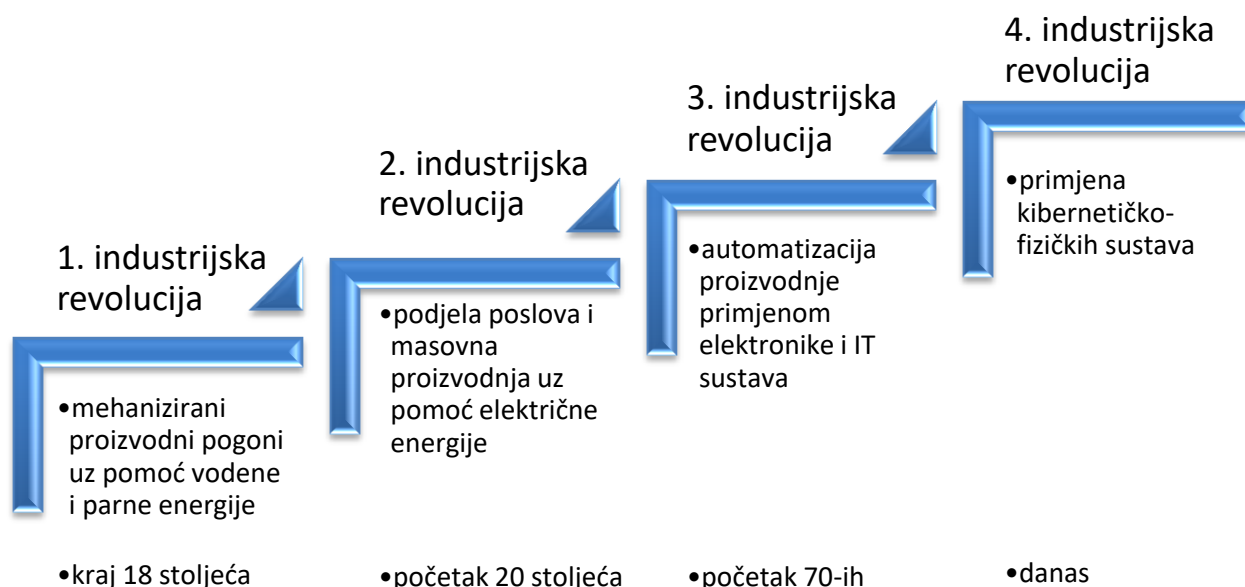 1. industrijska
revolucija
•mehanizirani
proizvodni pogoni
uz pomoć vodene
i parne energije
•kraj 18 stoljeća
2. industrijska
revolucija
•podjela poslova i
masovna
proizvodnja uz
pomoć električne
energije
•početak 20 stoljeća
3. industrijska
revolucija
•automatizacija
proizvodnje
primjenom
elektronike i IT
sustava
•početak 70-ih
4. industrijska
revolucija
•primjena
kibernetičko-
fizičkih sustava
•danas